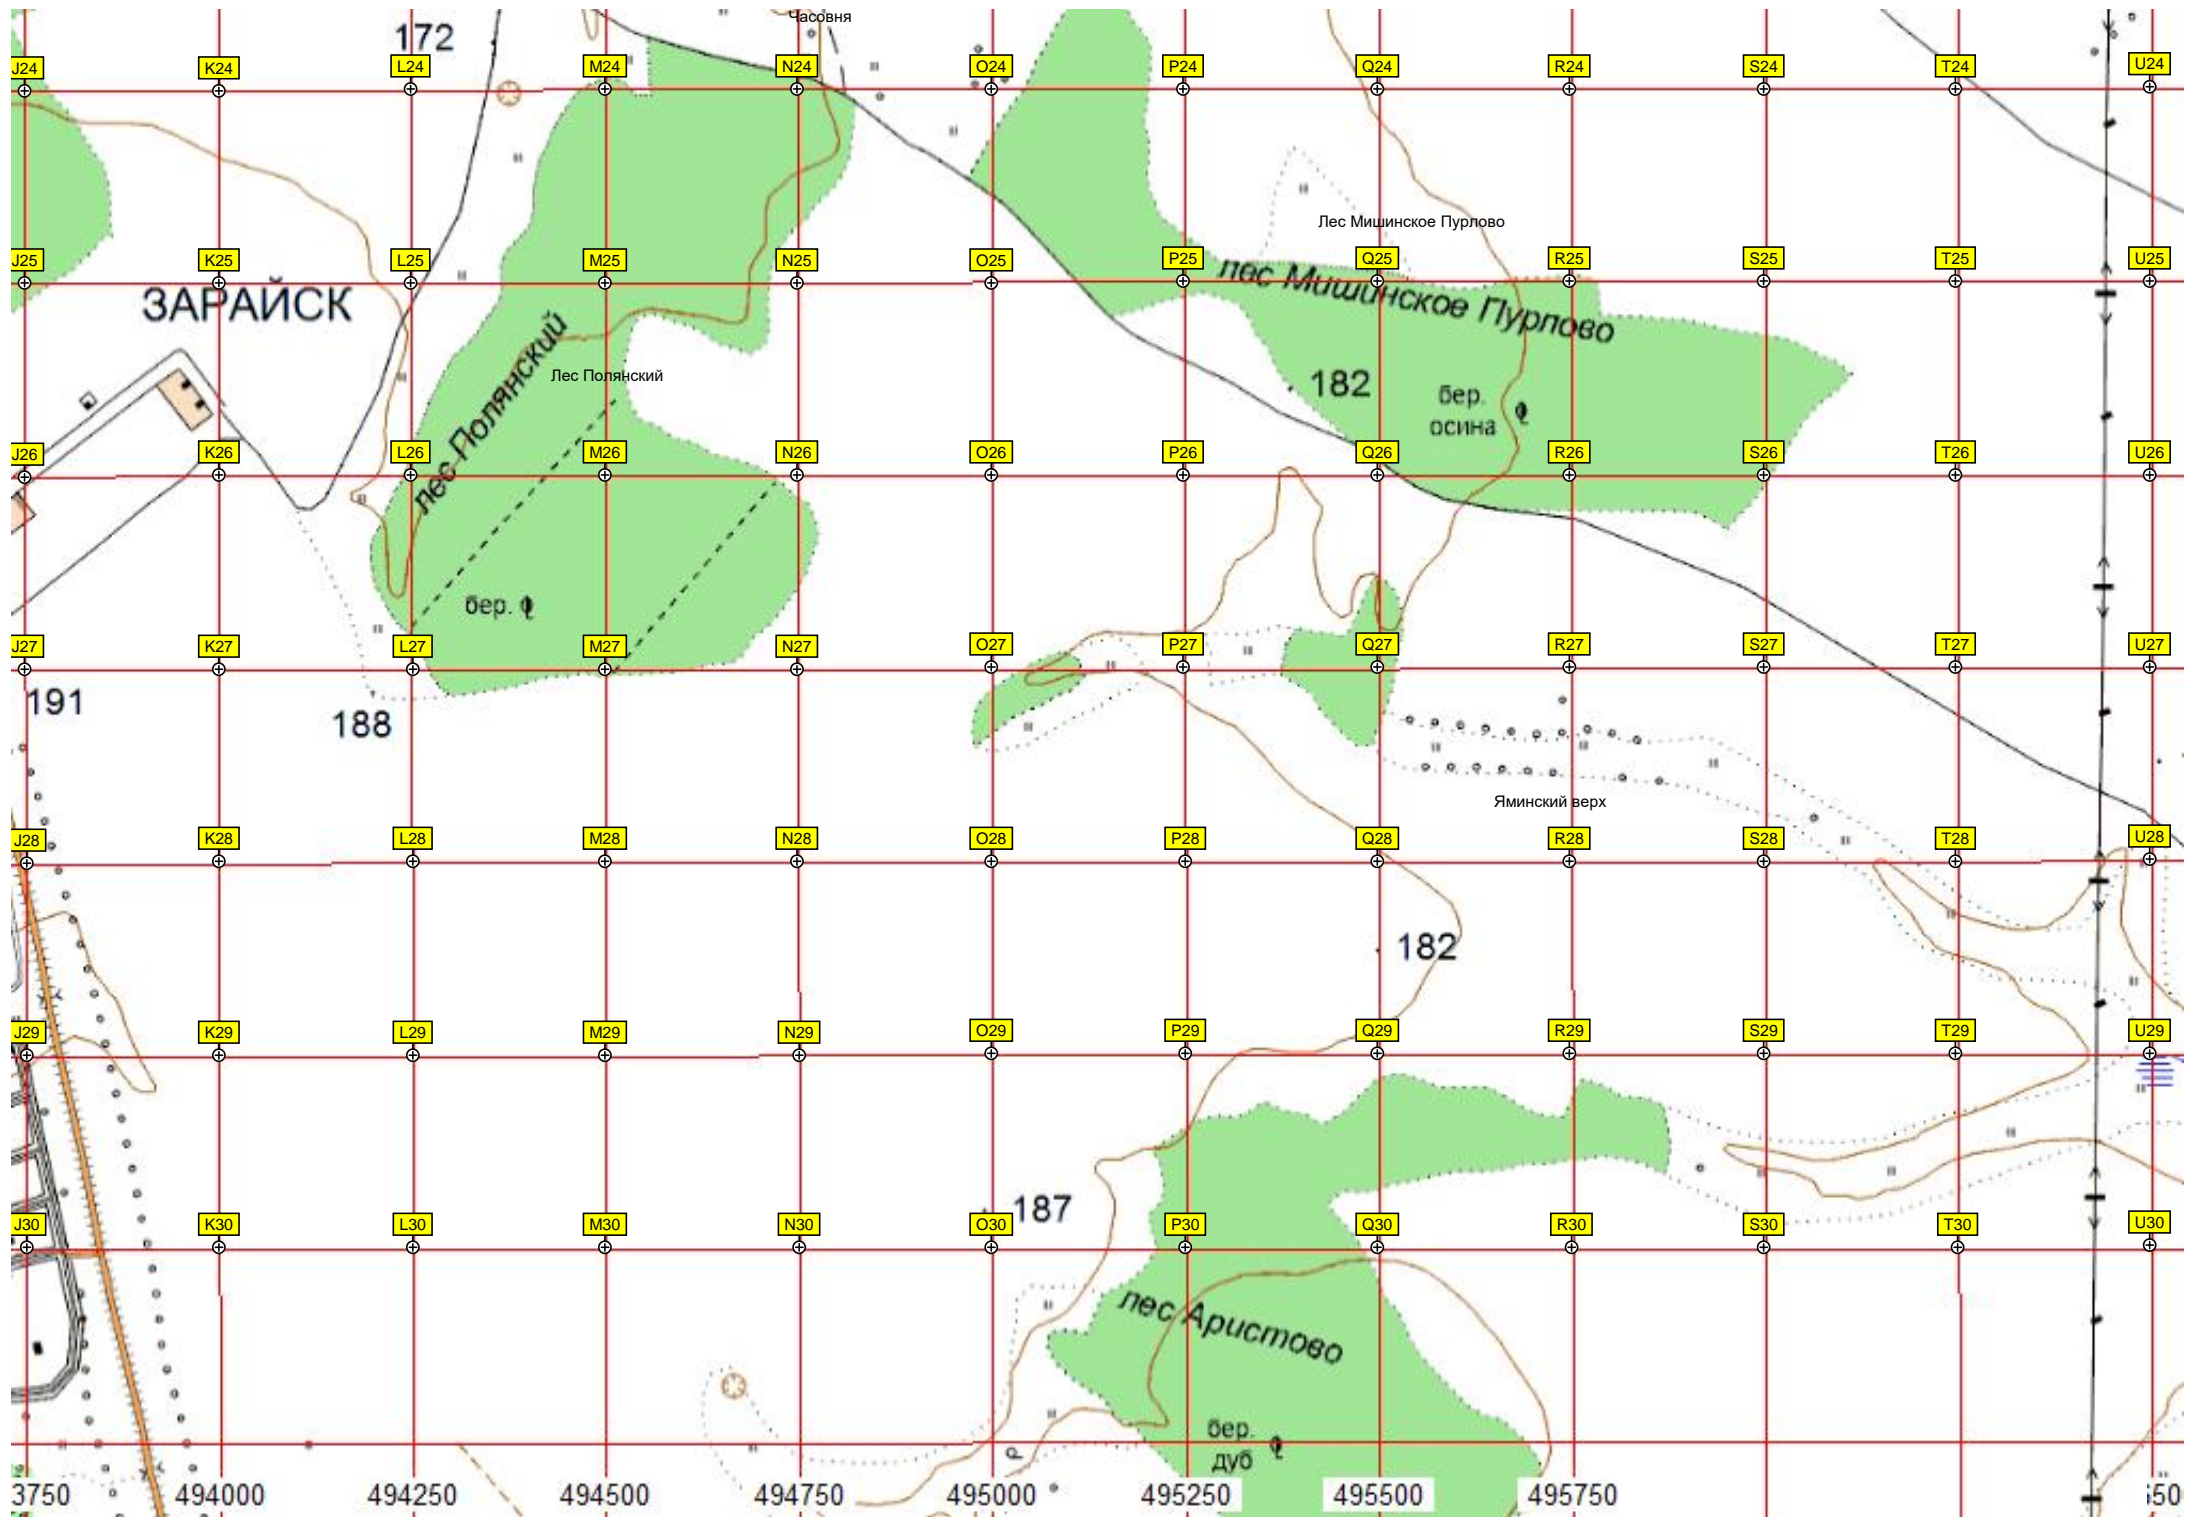 Часовня
172
J24 K24 L24 M24 N24 O24 P24 Q24 R24 S24 T24 U24
Лес Мишинское Пурлово
J25 K25 L25 M25 N25 O25 P25 Q25 R25 S25 T25 U25
лес Мишинское Пурлово
ЗАРАЙСК
лес Полянский
Лес Полянский
182
бер.
осина
J26 K26 L26 M26 N26 O26 P26 Q26 R26 S26 T26 U26
бер.
J27 K27 L27 M27 N27 O27 P27 Q27 R27 S27 T27 U27
191
188
Яминский верх
J28 K28 L28 M28 N28 O28 P28 Q28 R28 S28 T28 U28
182
J29 K29 L29 M29 N29 O29 P29 Q29 R29 S29 T29 U29
187
J30 K30 L30 M30 N30 O30 P30 Q30 R30 S30 T30 U30
лес Аристово
бер.
дуб
Р
3750 494000 494250 494500 494750 495000 495250 495500 495750